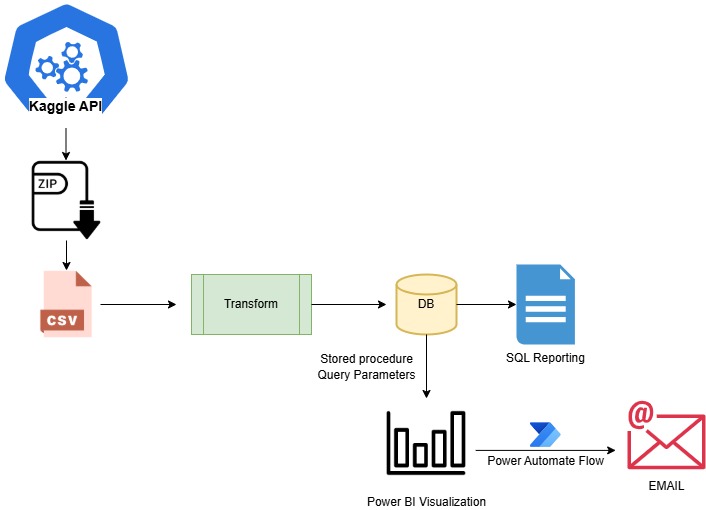 Kaggle API
ZIP
CSV
Transform
DB
SQL Reporting
Stored procedure
Query Parameters
Power BI Visualization
Power Automate Flow
@
EMAIL